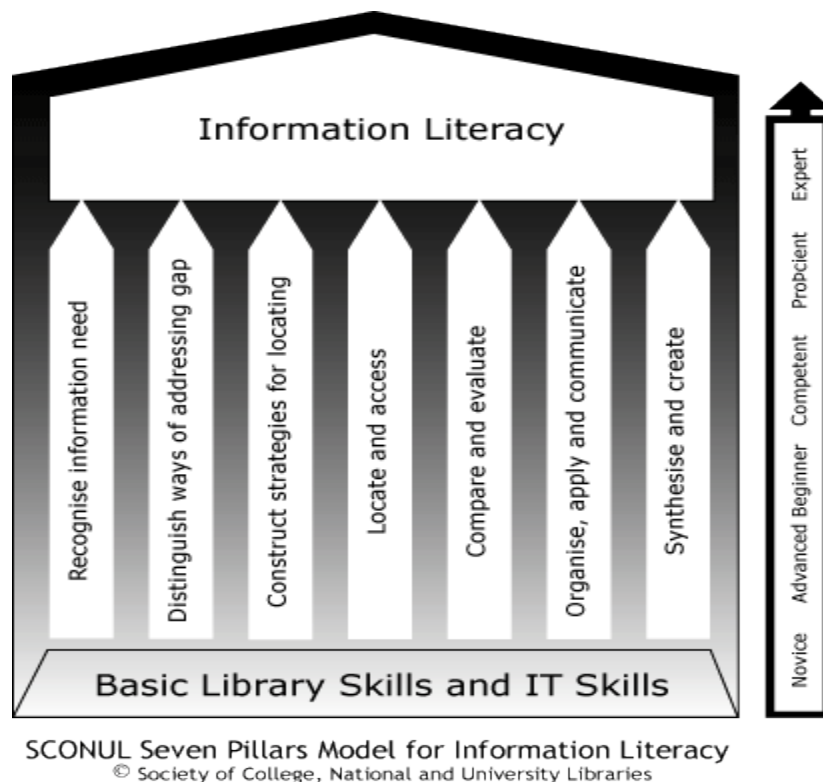 Information Literacy
Recognise information need
Distinguish ways of addressing gap
Construct strategies for locating
Locate and access
Compare and evaluate
Organise, apply and communicate
Synthesise and create
Basic Library Skills and IT Skills
Novice Advanced Beginner Competent Proþcient Expert
SCONUL Seven Pillars Model for Information Literacy
© Society of College, National and University Libraries